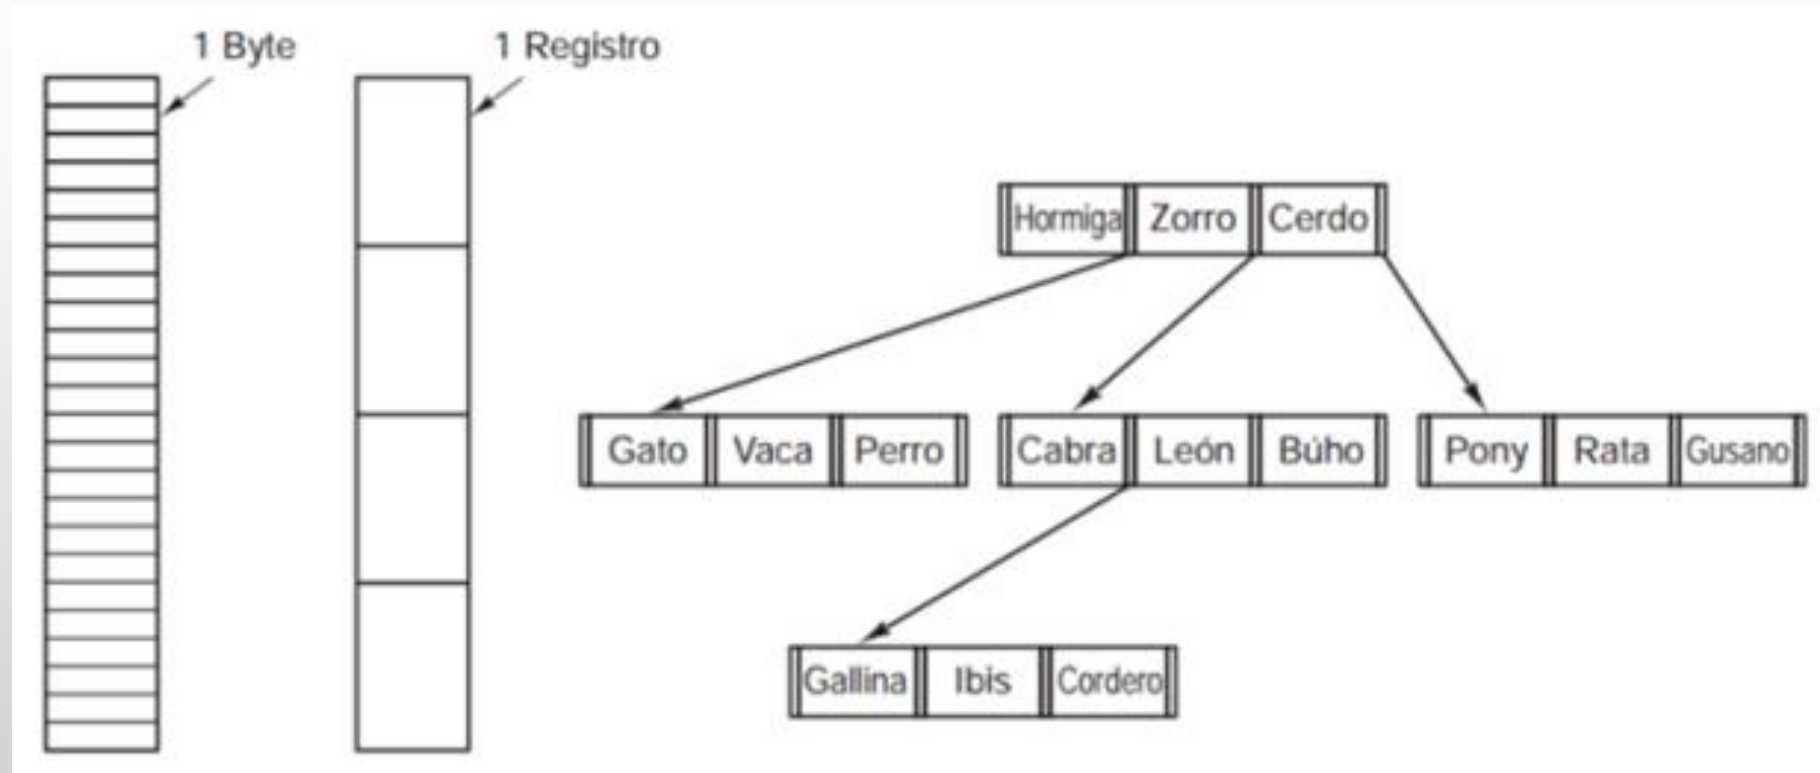 1 Byte
1 Registro
Hormiga Zorro Cerdo
Gato Vaca Perro
Cabra León Búho
Pony Rata Gusano
Gallina Ibis Cordero